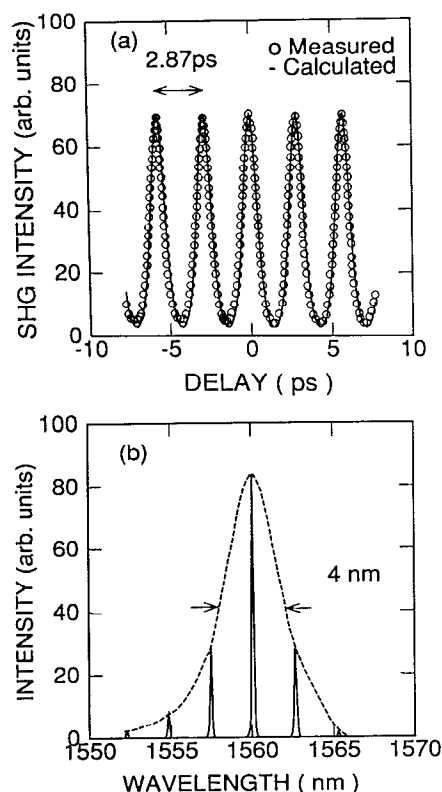 (a)
o Measured
- Calculated
2.87ps
SHG INTENSITY (arb. units)
100
80
60
40
20
0
-10 -5 0 5 10
DELAY ( ps )
(b)
4 nm
INTENSITY (arb. units)
100
80
60
40
20
0
1550 1555 1560 1565 1570
WAVELENGTH ( nm )